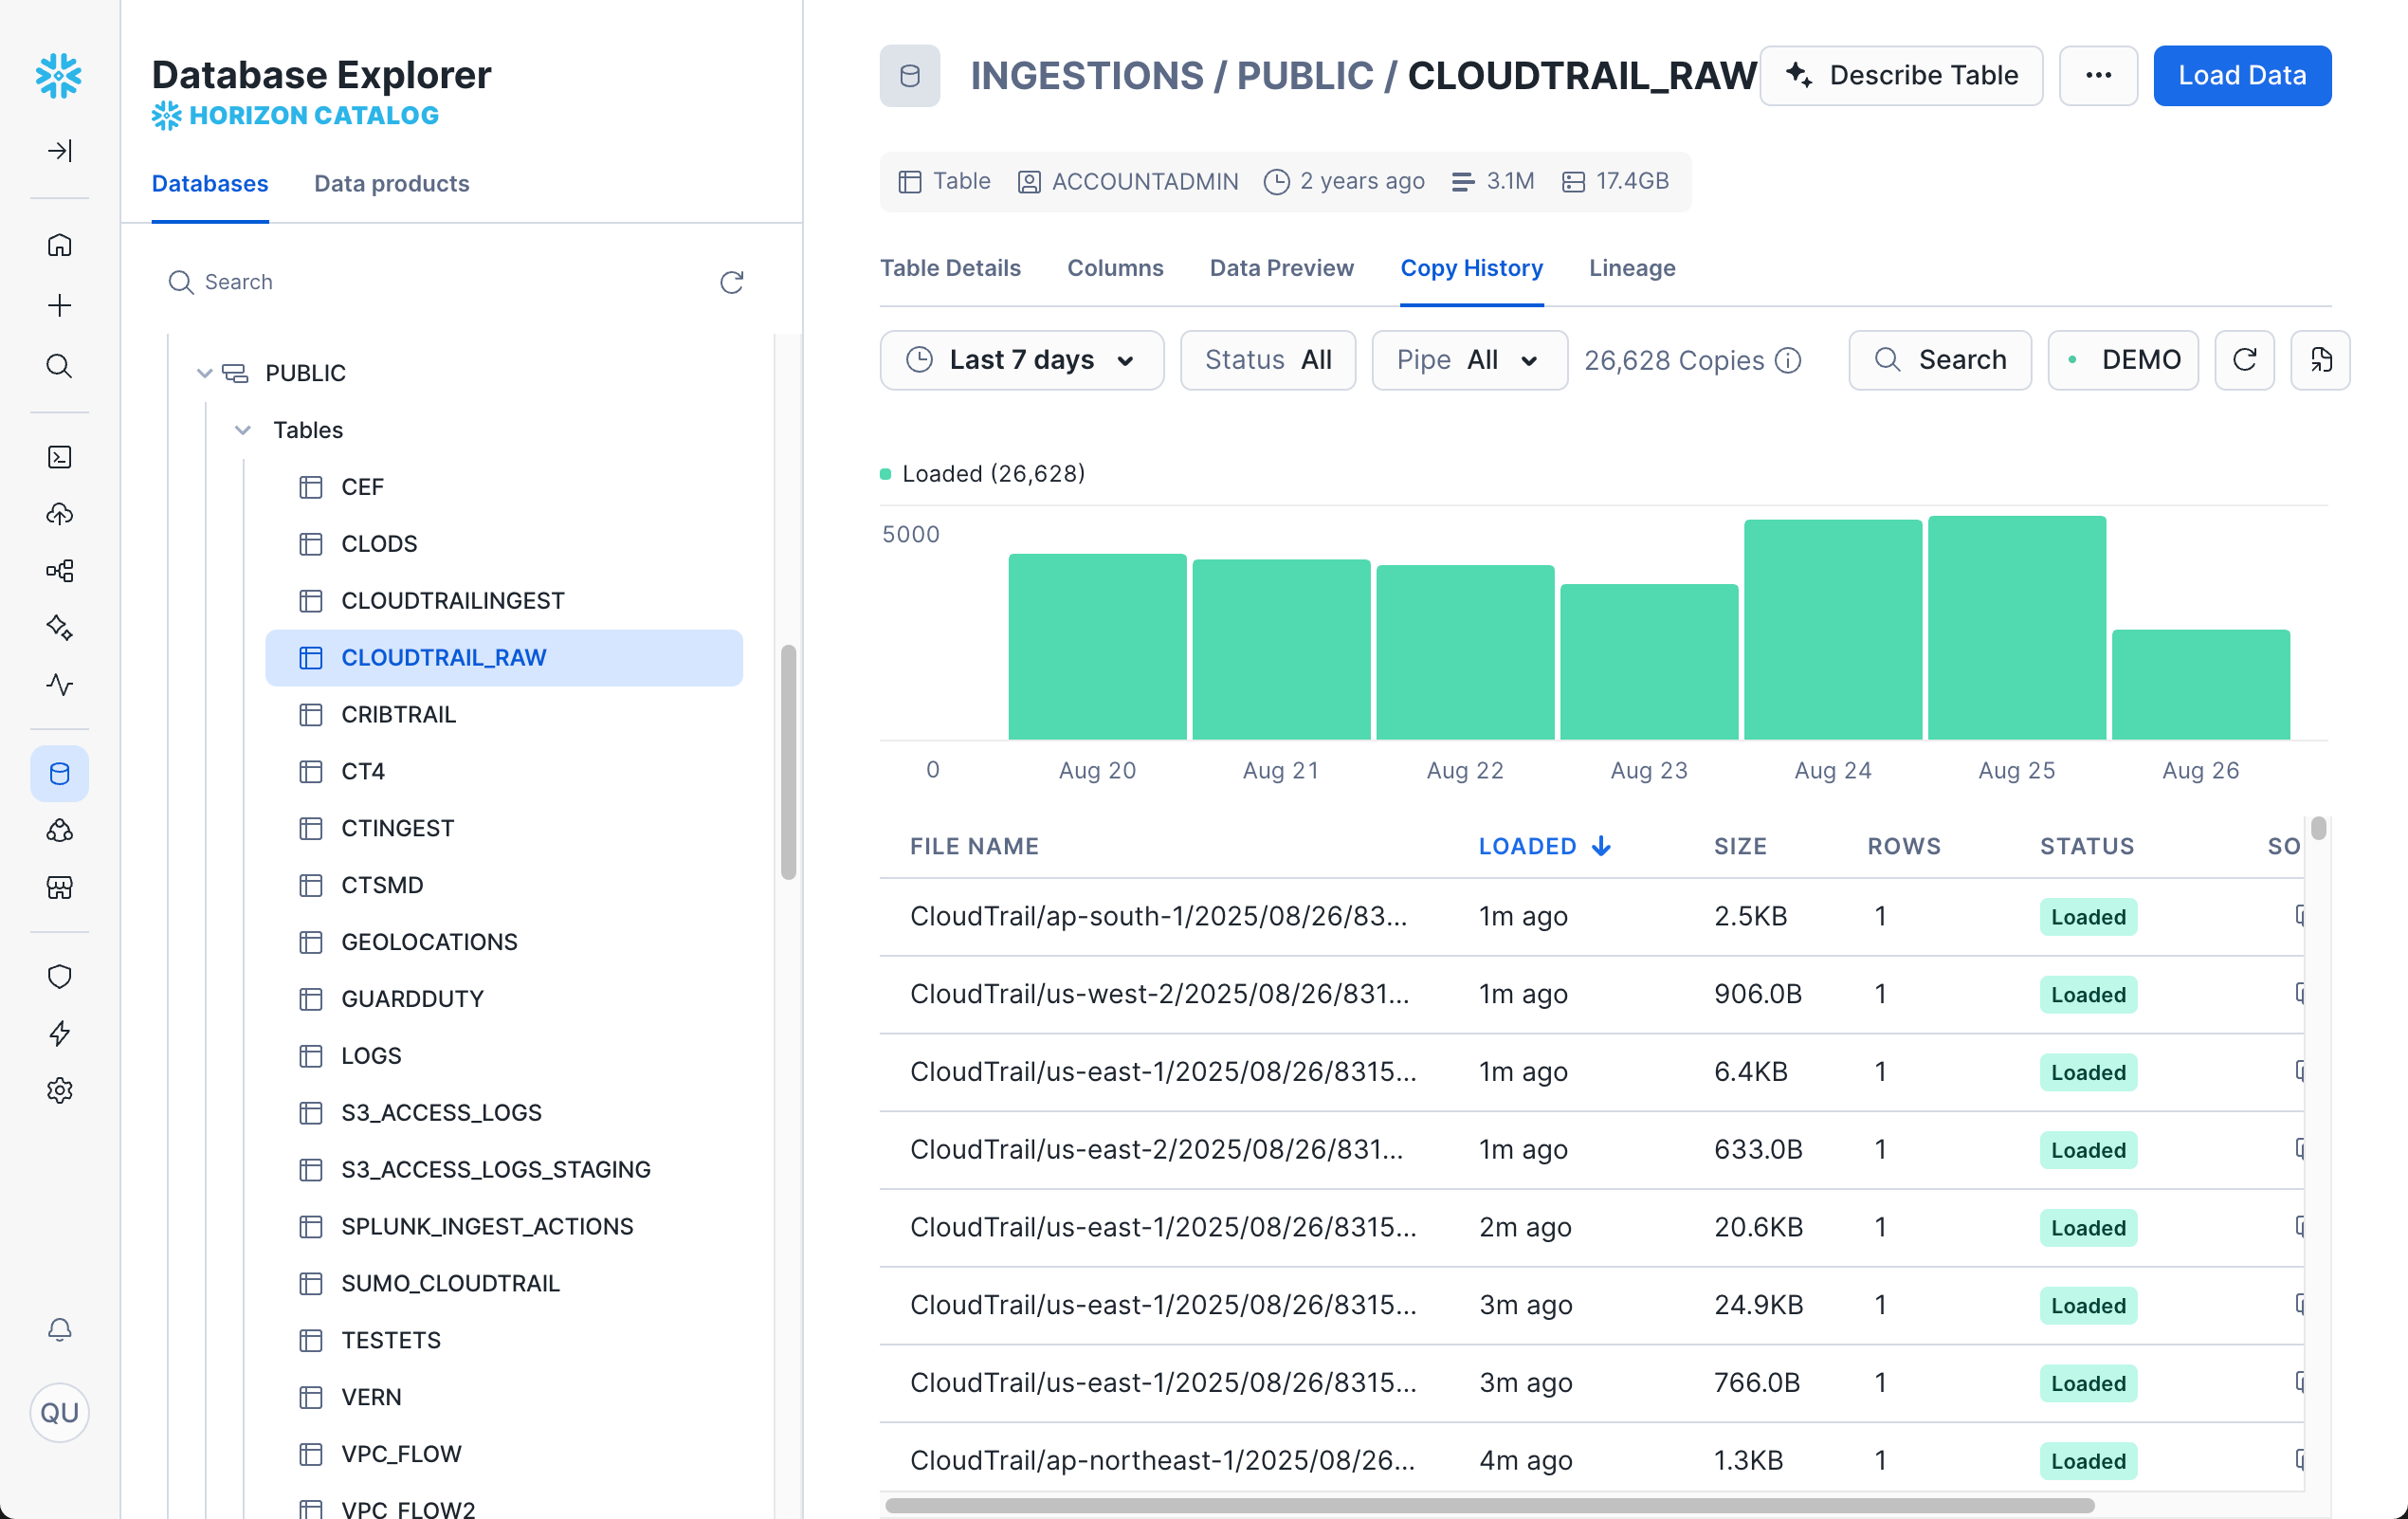 Database Explorer
HORIZON CATALOG
Databases
Data products
Search
PUBLIC
Tables
CEF
CLODS
CLOUDTRAILINGEST
CLOUDTRAIL_RAW
CRIBTRAIL
CT4
CTINGEST
CTSMD
GEOLOCATIONS
GUARDDUTY
LOGS
S3_ACCESS_LOGS
S3_ACCESS_LOGS_STAGING
SPLUNK_INGEST_ACTIONS
SUMO_CLOUDTRAIL
TESTETS
VERN
VPC_FLOW
VPC_FLOW2
QU
INGESTIONS / PUBLIC / CLOUDTRAIL_RAW
Describe Table
Load Data
Table ACCOUNTADMIN 2 years ago 3.1M 17.4GB
Table Details Columns Data Preview Copy History Lineage
Last 7 days Status All Pipe All 26,628 Copies Search DEMO
Loaded (26,628)
5000
0 Aug 20 Aug 21 Aug 22 Aug 23 Aug 24 Aug 25 Aug 26
FILE NAME LOADED SIZE ROWS STATUS SO
CloudTrail/ap-south-1/2025/08/26/83... 1m ago 2.5KB 1 Loaded
CloudTrail/us-west-2/2025/08/26/831... 1m ago 906.0B 1 Loaded
CloudTrail/us-east-1/2025/08/26/8315... 1m ago 6.4KB 1 Loaded
CloudTrail/us-east-2/2025/08/26/831... 1m ago 633.0B 1 Loaded
CloudTrail/us-east-1/2025/08/26/8315... 2m ago 20.6KB 1 Loaded
CloudTrail/us-east-1/2025/08/26/8315... 3m ago 24.9KB 1 Loaded
CloudTrail/us-east-1/2025/08/26/8315... 3m ago 766.0B 1 Loaded
CloudTrail/ap-northeast-1/2025/08/26... 4m ago 1.3KB 1 Loaded